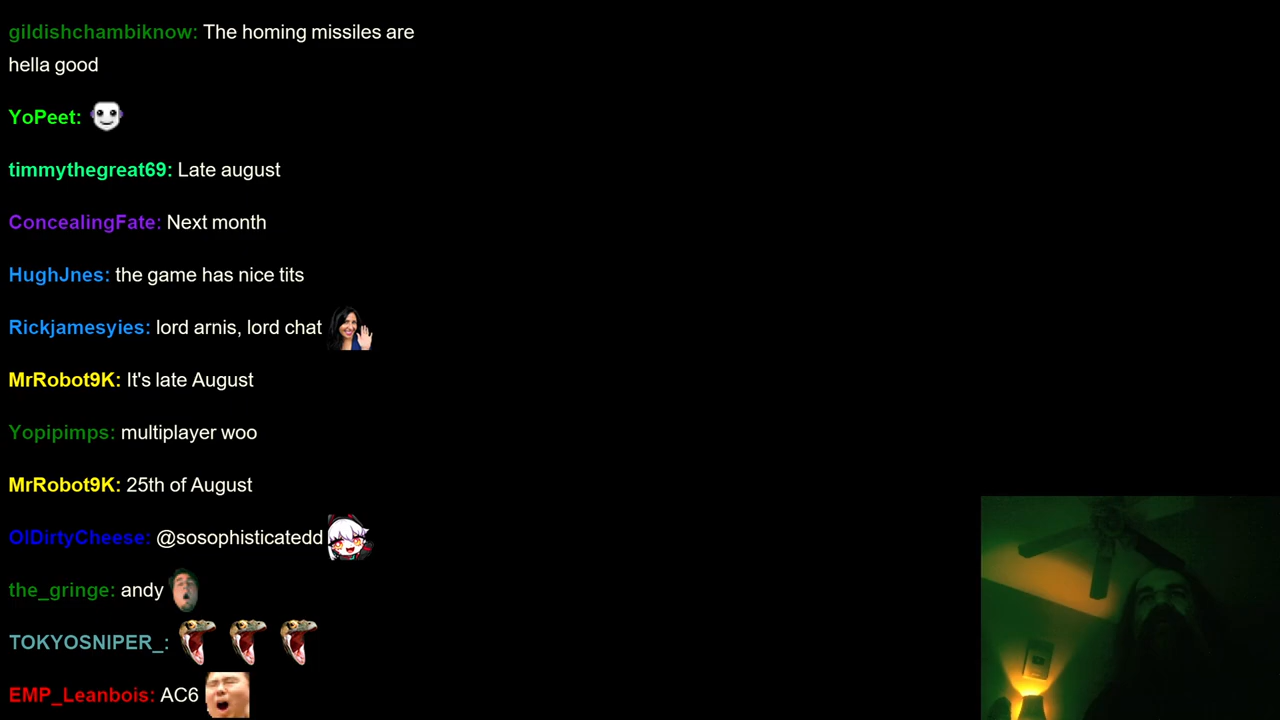 gildishchambiknow: The homing missiles are
hella good
YoPeet:
timmythegreat69: Late august
ConcealingFate: Next month
HughJnes: the game has nice tits
Rickjamesyies: lord arnis, lord chat
MrRobot9K: It's late August
Yopipimps: multiplayer woo
MrRobot9K: 25th of August
OlDirtyCheese: @sosophisticatedd
the_gringe: andy
TOKYOSNIPER_:
EMP_Leanbois: AC6